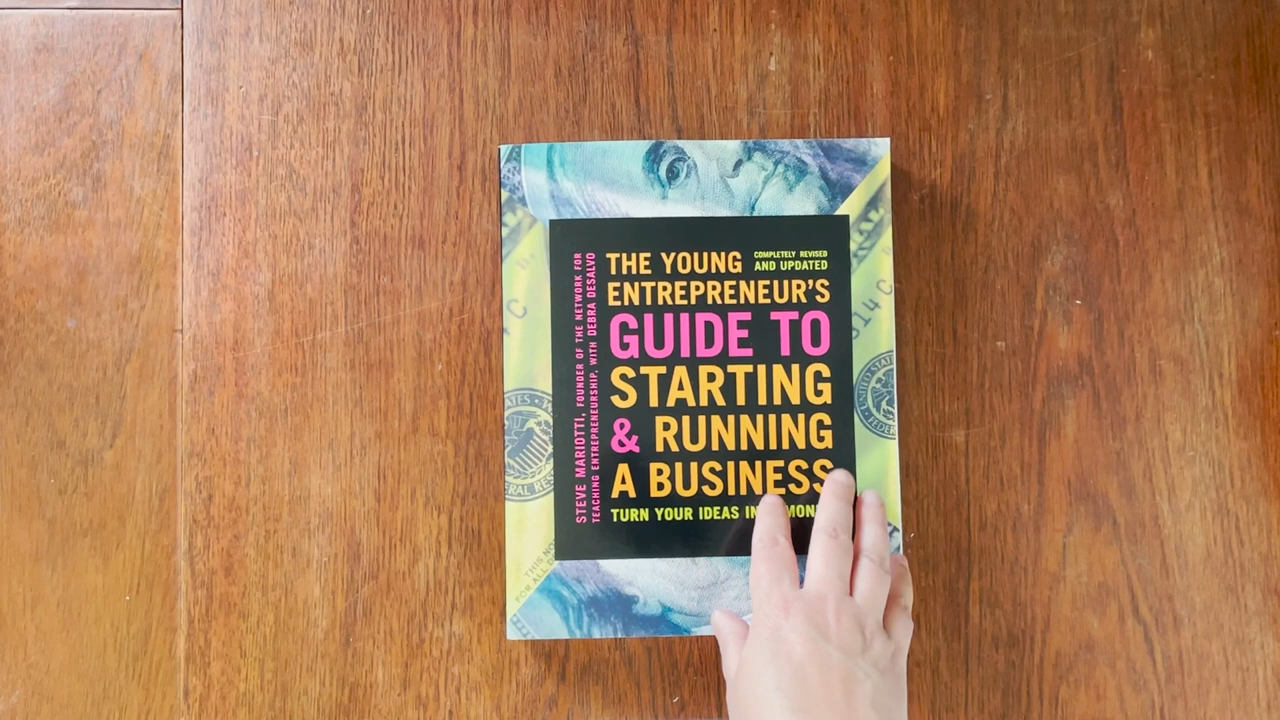 THE YOUNG
COMPLETELY REVISED
AND UPDATED
ENTREPRENEUR'S
GUIDE TO
STARTING
& RUNNING
A BUSINESS
TURN YOUR IDEAS
STEVE MARIOTTI, FOUNDER OF THE NETWORK FOR
TEACHING ENTREPRENEURSHIP, WITH DEBRA DESALVO